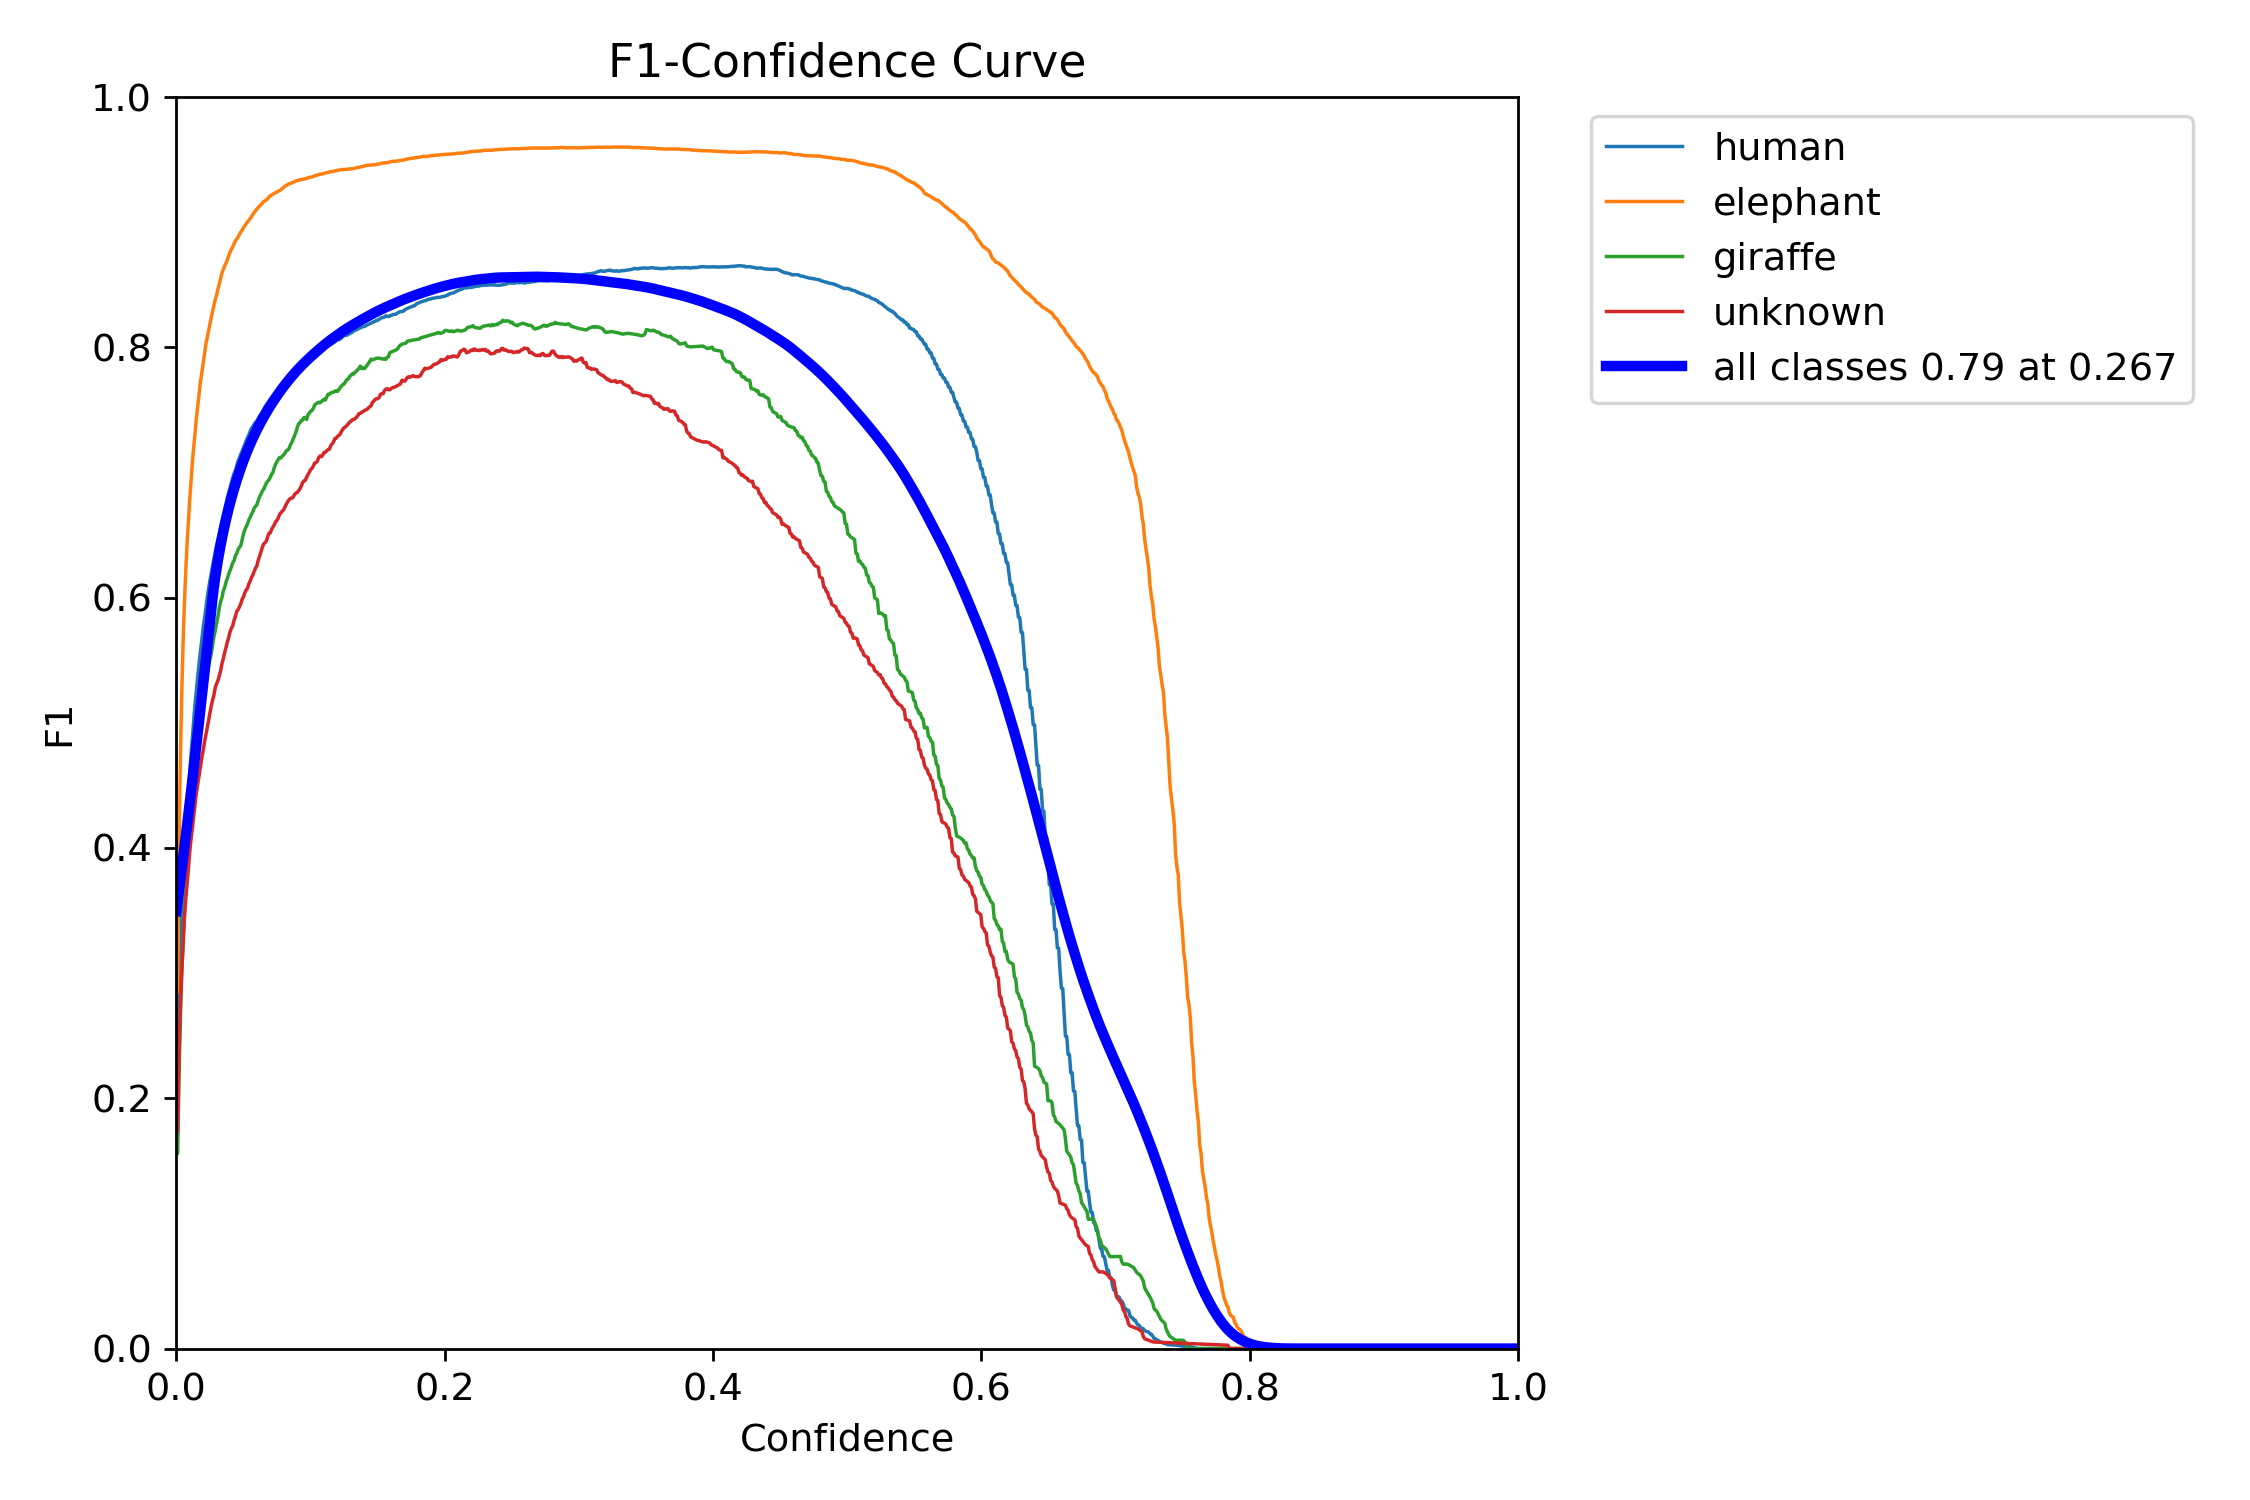 F1-Confidence Curve
1.0
0.8
0.6
0.4
0.2
0.0
F1
0.0 0.2 0.4 0.6 0.8 1.0
Confidence
human
elephant
giraffe
unknown
all classes 0.79 at 0.267